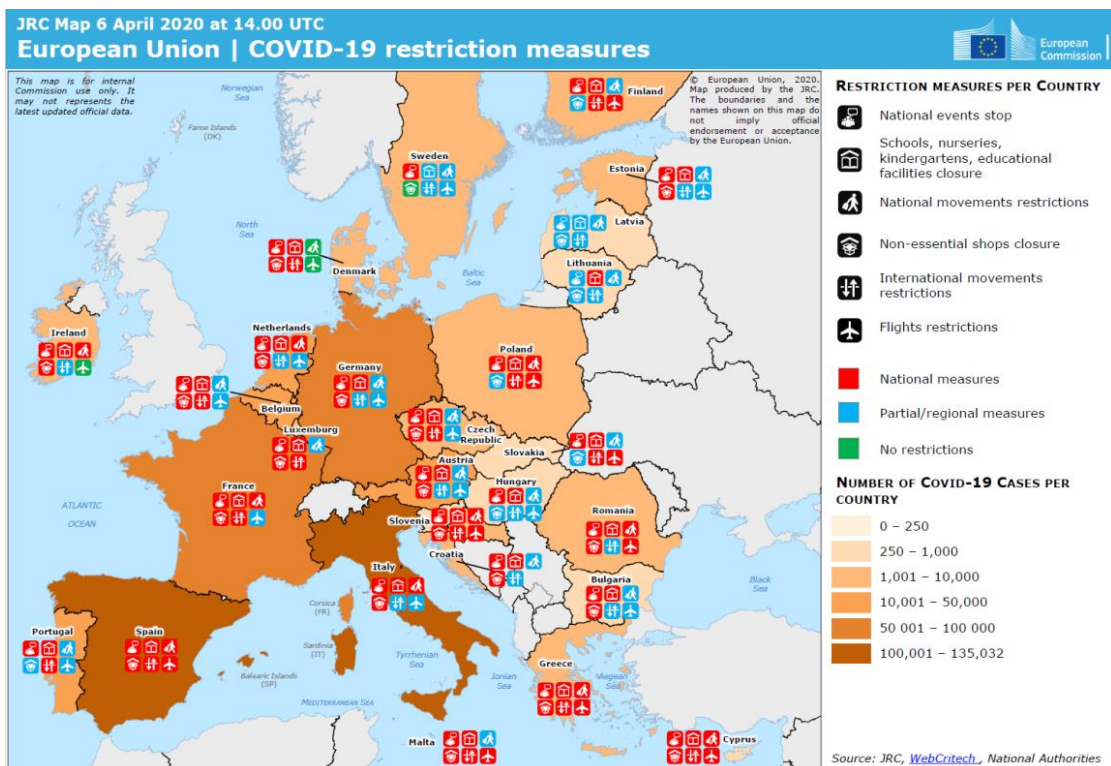 JRC Map 6 April 2020 at 14.00 UTC
European Union | COVID-19 restriction measures
European
Commission
This map is for internal
Commission use only. It
may not represents the
latest updated official data.
© European Union, 2020.
Map produced by the JRC.
The boundaries and the
names shown on this map do
not imply official
endorsement or acceptance
by the European Union.
Norwegian
Sea
Faroe Islands
(DK)
Finland
Sweden
Estonia
North
Sea
Latvia
Denmark
Baltic
Sea
Lithuania
Ireland
Netherlands
Poland
Germany
Belgium
Luxemburg
Czech
Republic
Slovakia
Austria
Hungary
ATLANTIC
OCEAN
France
Slovenia
Romania
Croatia
Italy
Bulgaria
Black
Sea
Corsica
(FR)
Portugal
Spain
Sardinia
(IT)
Tyrrhenian
Sea
Balearic Islands
(SP)
Ionian
Sea
Greece
Aegean
Sea
MEDITERRANEAN SEA
Malta
Cyprus
RESTRICTION MEASURES PER COUNTRY
National events stop
Schools, nurseries,
kindergartens, educational
facilities closure
National movements restrictions
Non-essential shops closure
International movements
restrictions
Flights restrictions
National measures
Partial/regional measures
No restrictions
NUMBER OF COVID-19 CASES PER
COUNTRY
0 – 250
250 – 1,000
1,001 – 10,000
10,001 – 50,000
50 001 – 100 000
100,001 – 135,032
Source: JRC, WebCritech , National Authorities